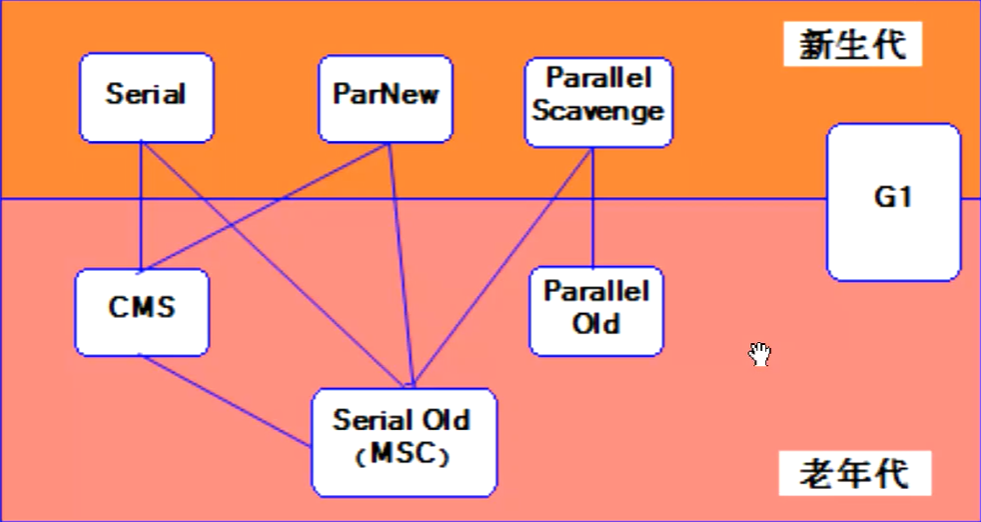 新生代
Serial
ParNew
Parallel
Scavenge
G1
CMS
Parallel
Old
Serial Old
(MSC)
老年代